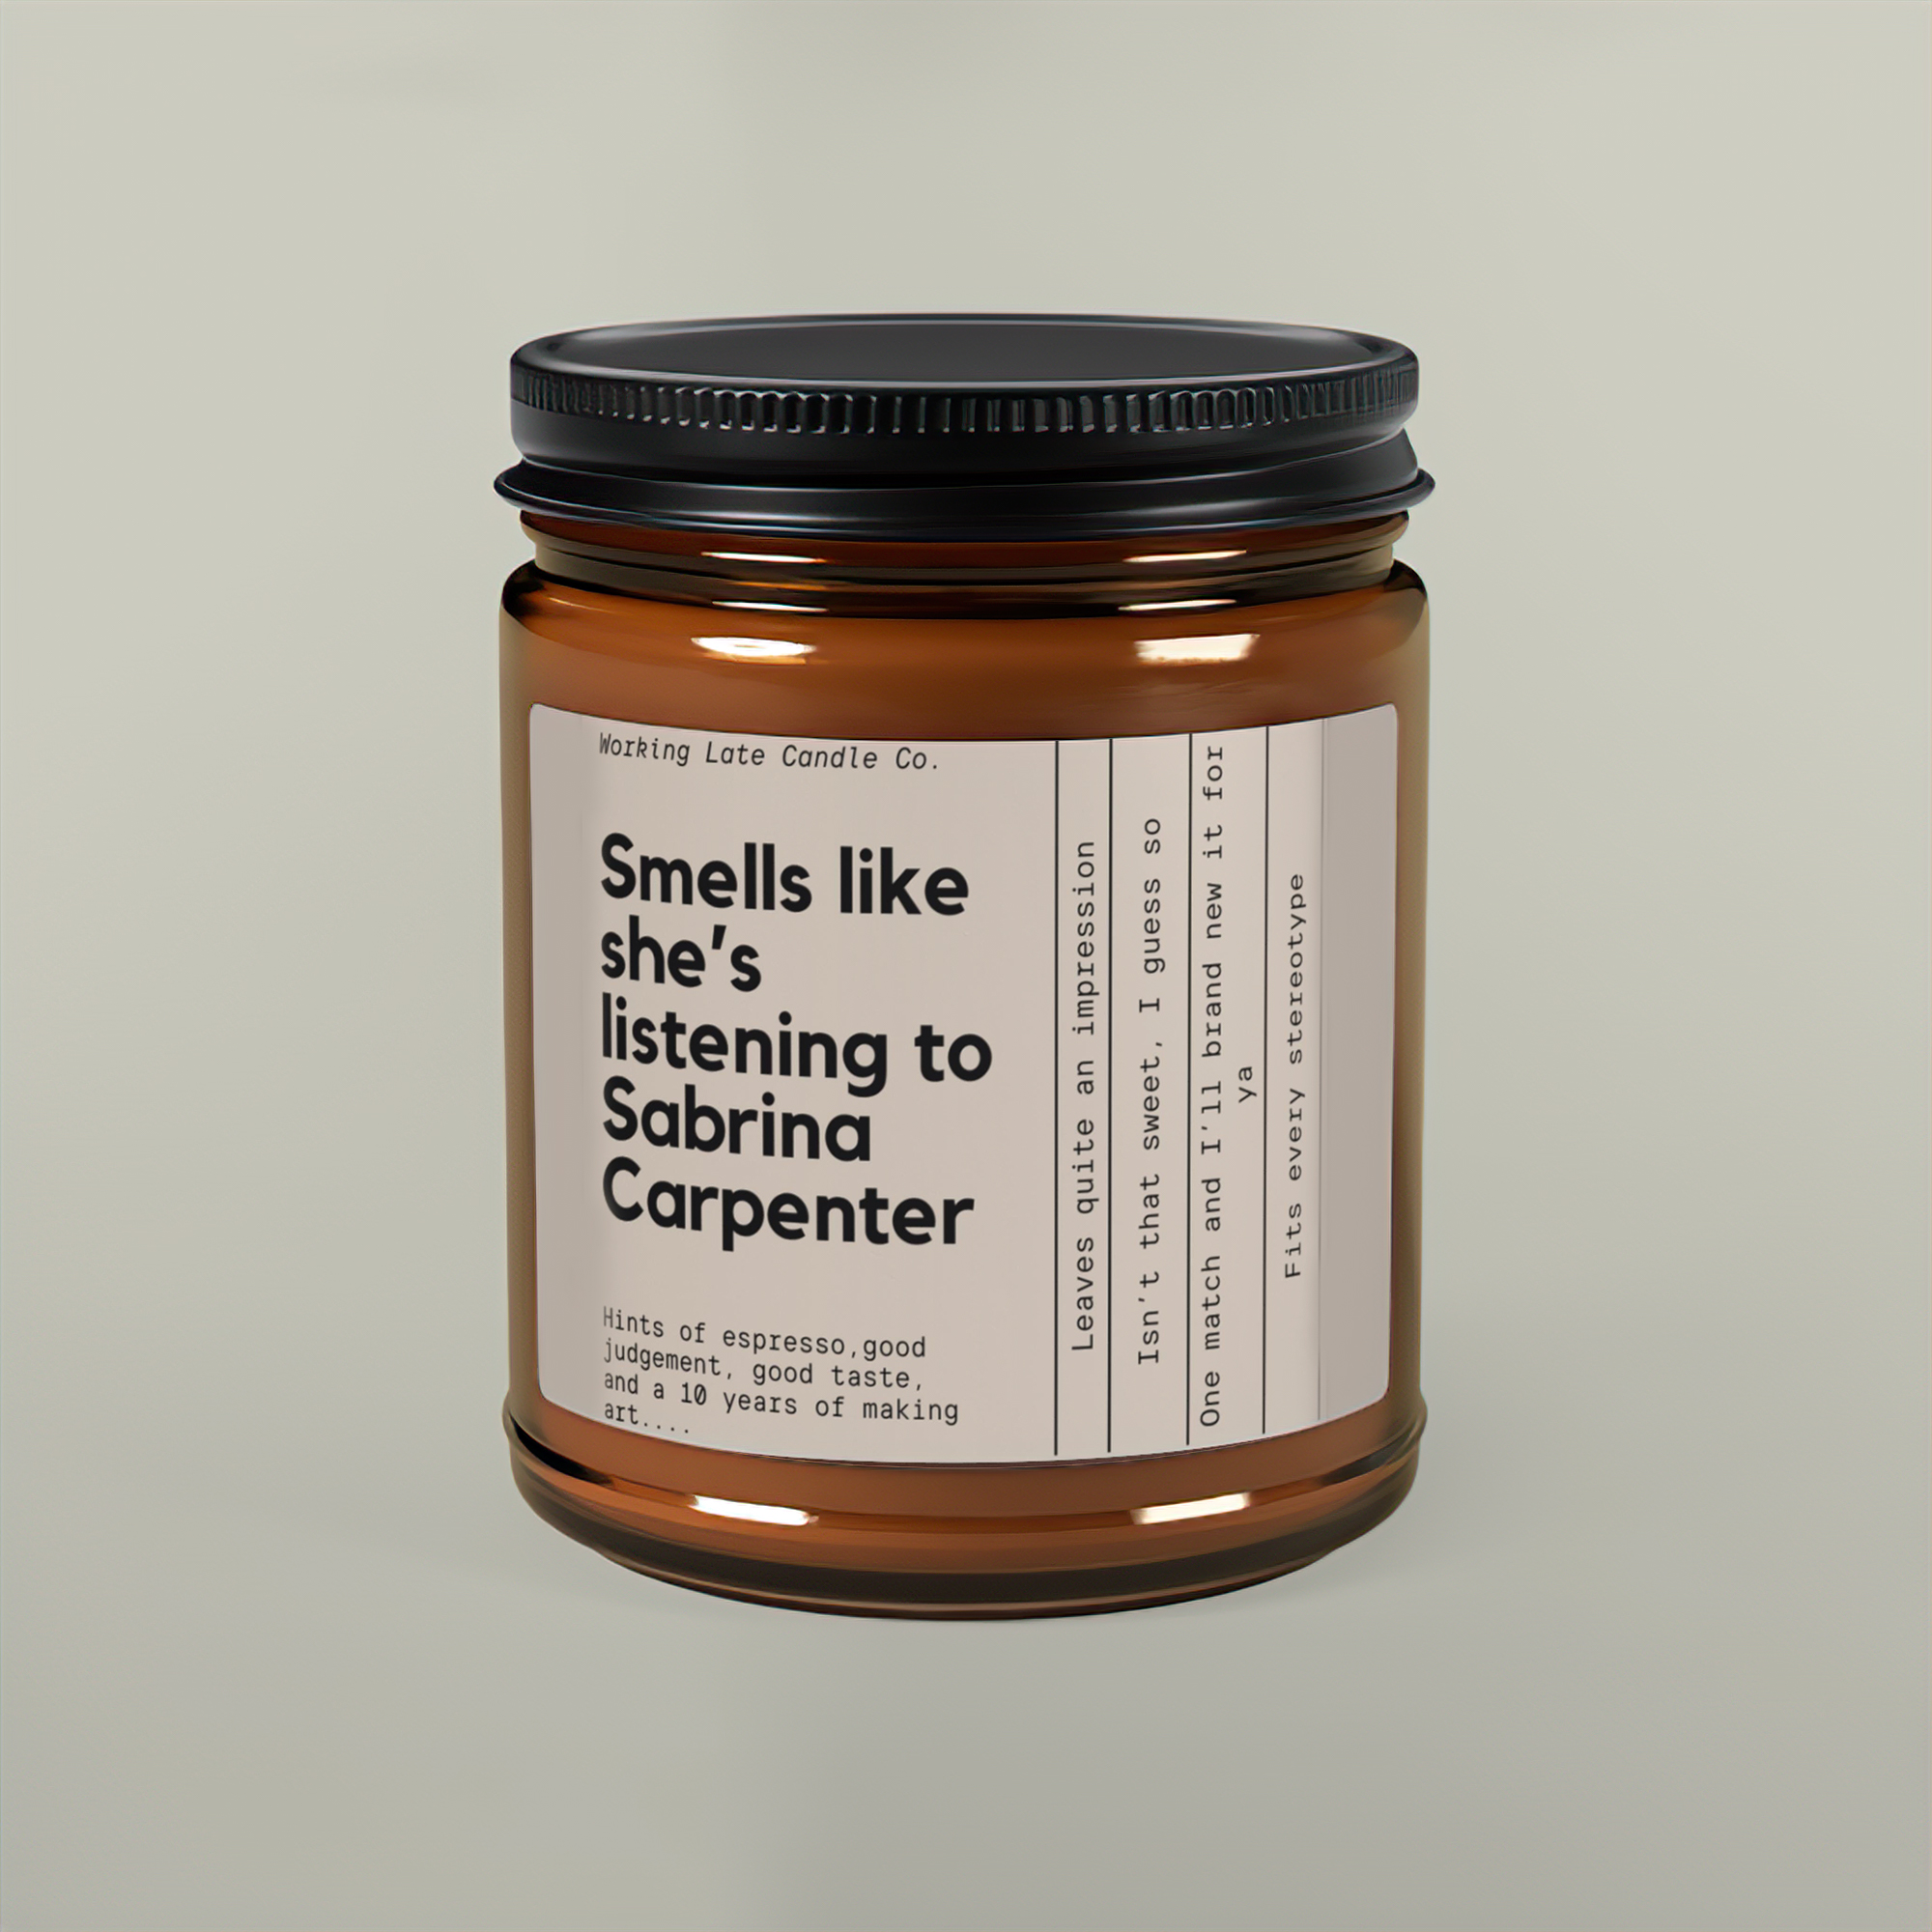 Working Late Candle Co.
Smells like
she's
listening to
Sabrina
Carpenter
Hints of espresso,good
judgement, good taste,
and a 10 years of making
art....
Leaves quite an impression
Isn't that sweet, I guess so
One match and I'll brand new it for
ya
Fits every stereotype